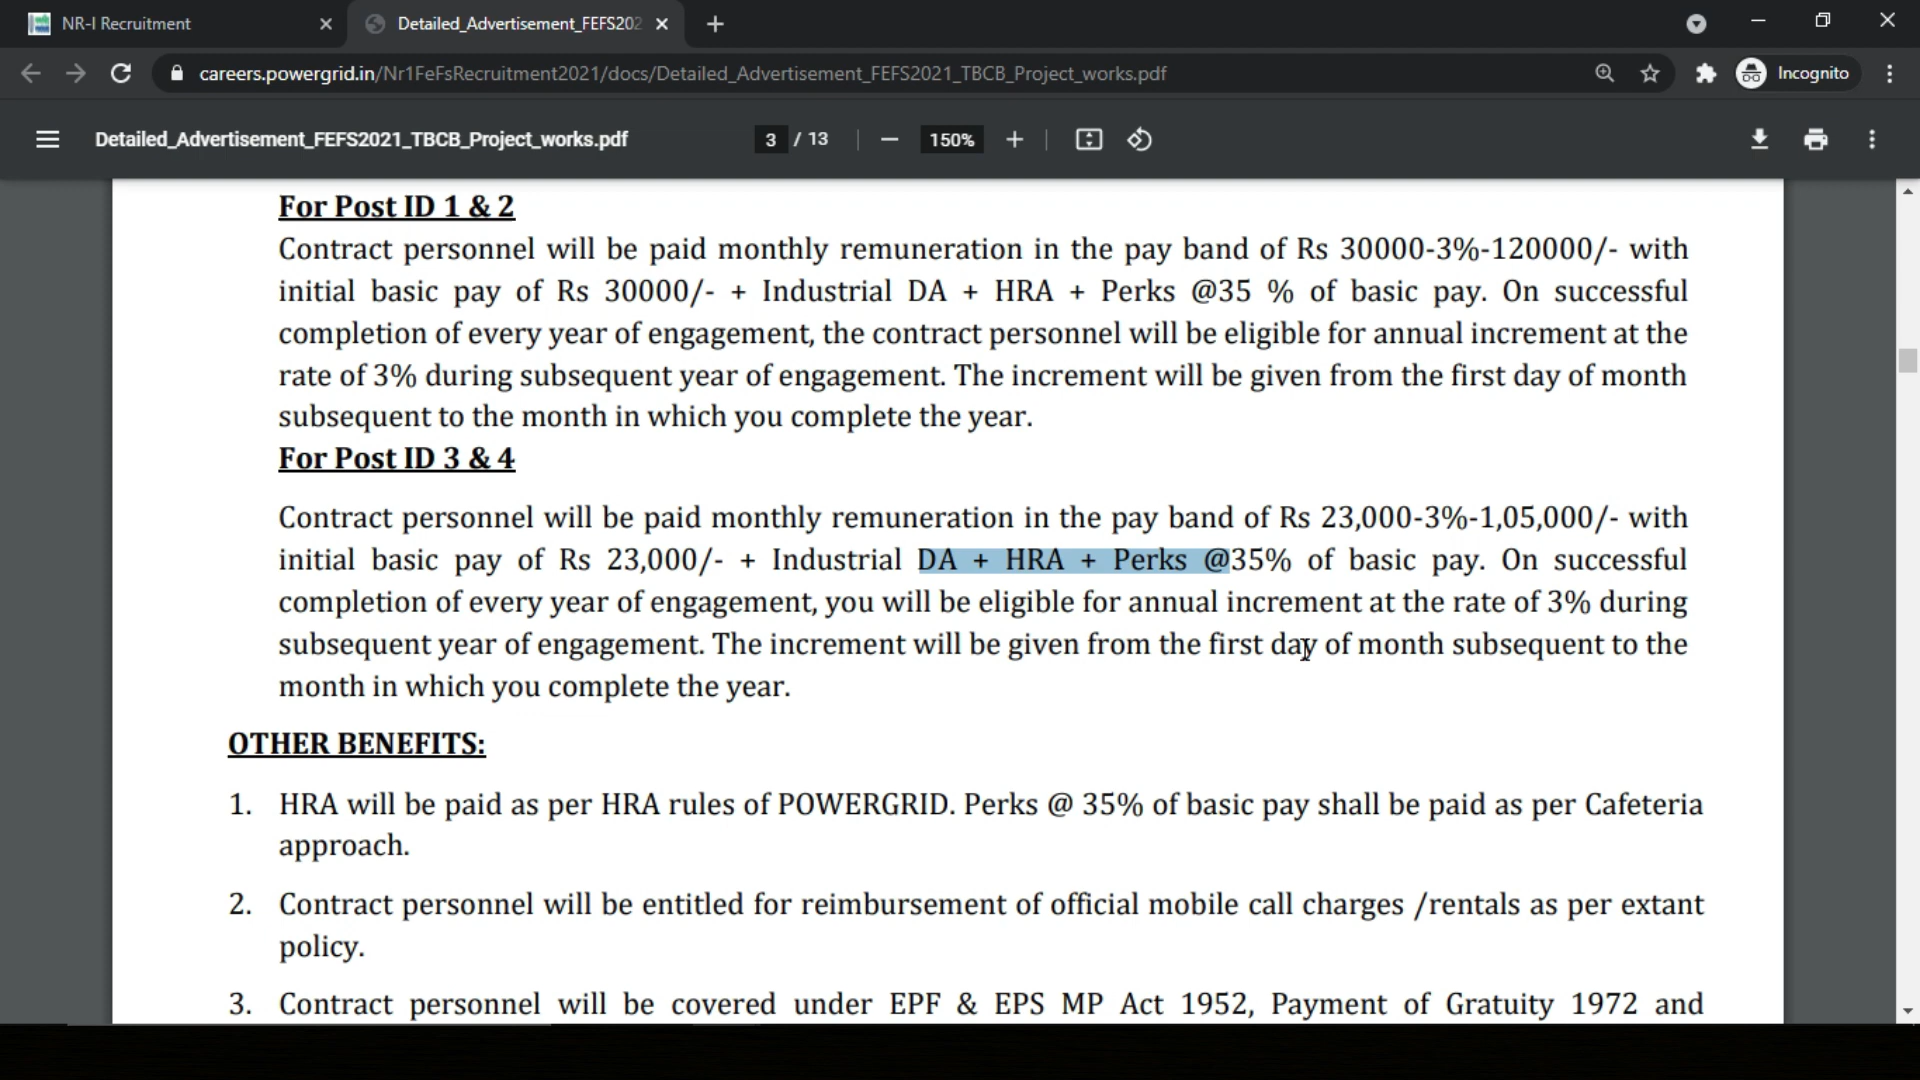 NR-I Recruitment
Detailed_Advertisement_FEFS202
careers.powergrid.in/Nr1FeFsRecruitment2021/docs/Detailed_Advertisement_FEFS2021_TBCB_Project_works.pdf
Incognito
Detailed_Advertisement_FEFS2021_TBCB_Project_works.pdf
3 / 13
150%
For Post ID 1 & 2
Contract personnel will be paid monthly remuneration in the pay band of Rs 30000-3%-120000/- with
initial basic pay of Rs 30000/- + Industrial DA + HRA + Perks @35 % of basic pay. On successful
completion of every year of engagement, the contract personnel will be eligible for annual increment at the
rate of 3% during subsequent year of engagement. The increment will be given from the first day of month
subsequent to the month in which you complete the year.
For Post ID 3 & 4
Contract personnel will be paid monthly remuneration in the pay band of Rs 23,000-3%-1,05,000/- with
initial basic pay of Rs 23,000/- + Industrial DA + HRA + Perks @35% of basic pay. On successful
completion of every year of engagement, you will be eligible for annual increment at the rate of 3% during
subsequent year of engagement. The increment will be given from the first day of month subsequent to the
month in which you complete the year.
OTHER BENEFITS:
1. HRA will be paid as per HRA rules of POWERGRID. Perks @ 35% of basic pay shall be paid as per Cafeteria
approach.
2. Contract personnel will be entitled for reimbursement of official mobile call charges /rentals as per extant
policy.
3. Contract personnel will be covered under EPF & EPS MP Act 1952, Payment of Gratuity 1972 and